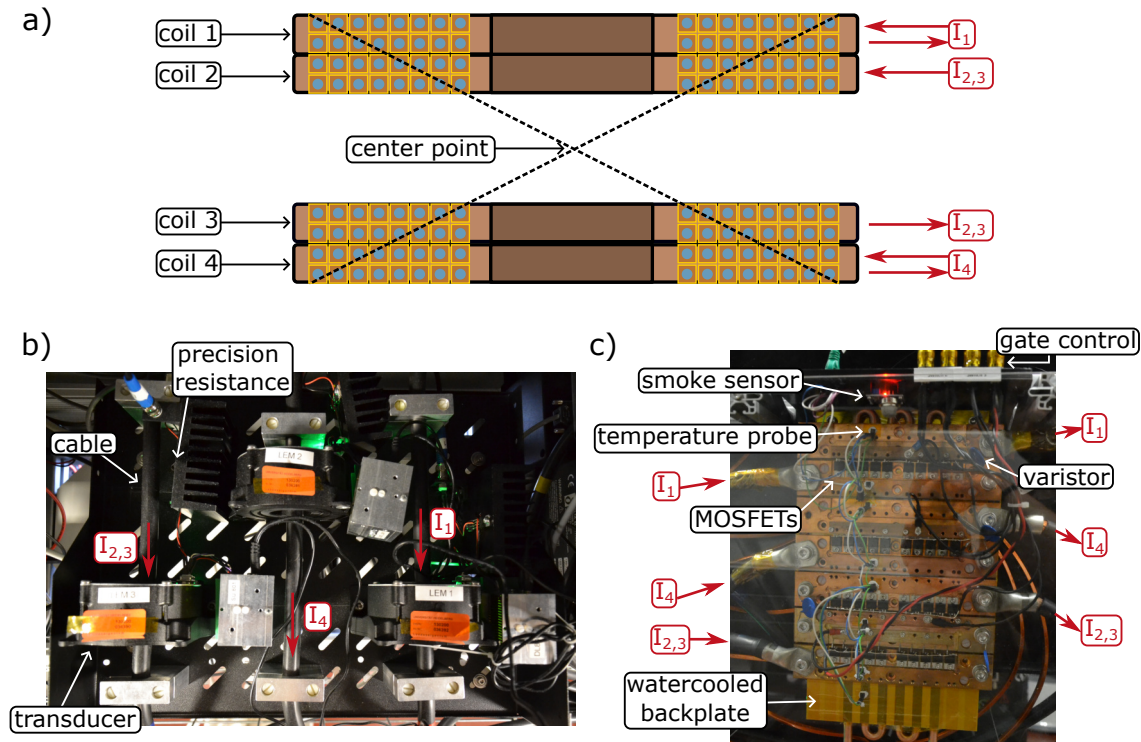 a)
coil 1
I1
coil 2
I2,3
center point
coil 3
I2,3
coil 4
I4
b)
precision
resistance
cable
LEM 2
I1
I2,3
LEM 3
LEM 1
I4
transducer
c)
gate control
smoke sensor
temperature probe
I1
varistor
I1
MOSFETs
I4
I4
I2,3
I2,3
watercooled
backplate